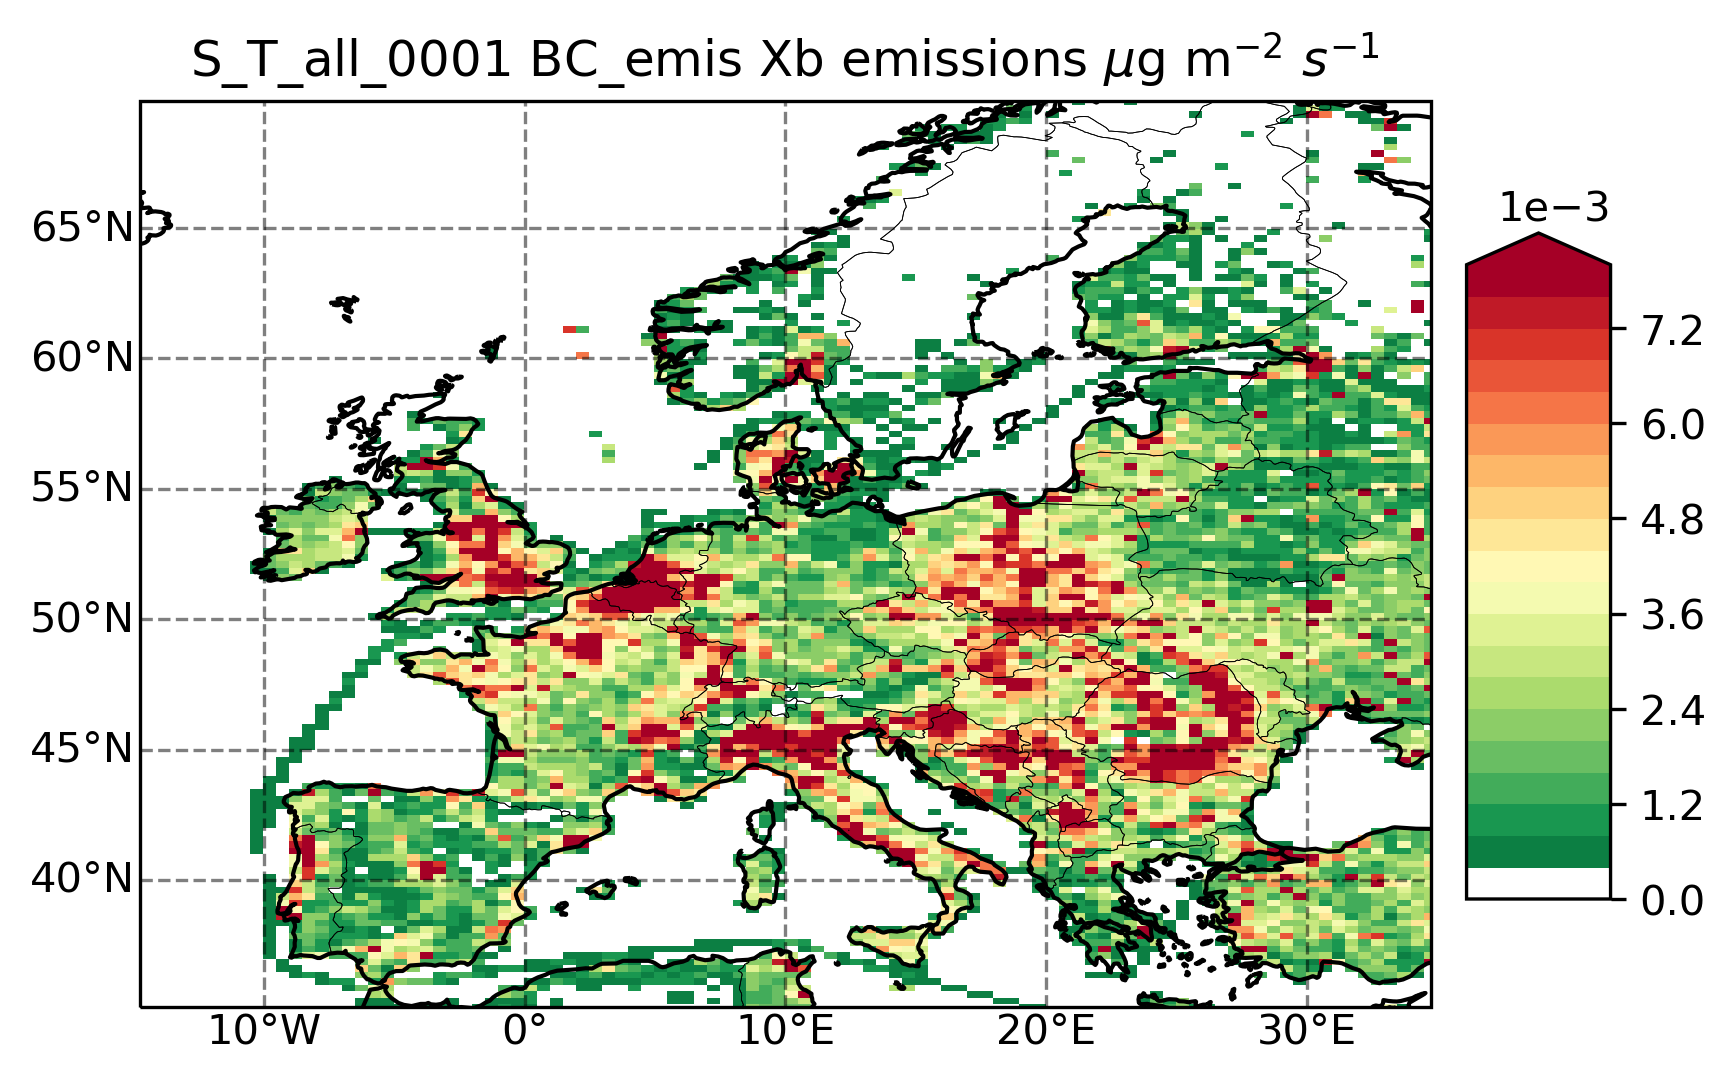 S_T_all_0001 BC_emis Xb emissions μg m⁻² s⁻¹
1e−3
65°N
60°N
55°N
50°N
45°N
40°N
7.2
6.0
4.8
3.6
2.4
1.2
0.0
10°W
0°
10°E
20°E
30°E